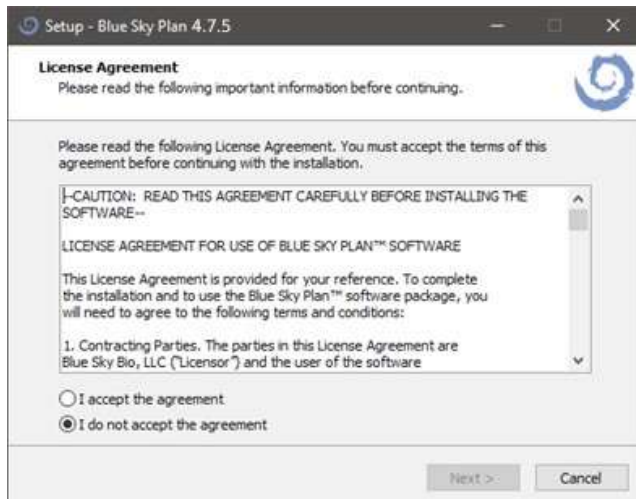 Setup - Blue Sky Plan 4.7.5
License Agreement
Please read the following important information before continuing.
Please read the following License Agreement. You must accept the terms of this
agreement before continuing with the installation.
--CAUTION: READ THIS AGREEMENT CAREFULLY BEFORE INSTALLING THE
SOFTWARE--
LICENSE AGREEMENT FOR USE OF BLUE SKY PLAN™ SOFTWARE
This License Agreement is provided for your reference. To complete
the installation and to use the Blue Sky Plan™ software package, you
will need to agree to the following terms and conditions:
1. Contracting Parties. The parties in this License Agreement are
Blue Sky Bio, LLC ("Licensor") and the user of the software
I accept the agreement
I do not accept the agreement
Next >
Cancel